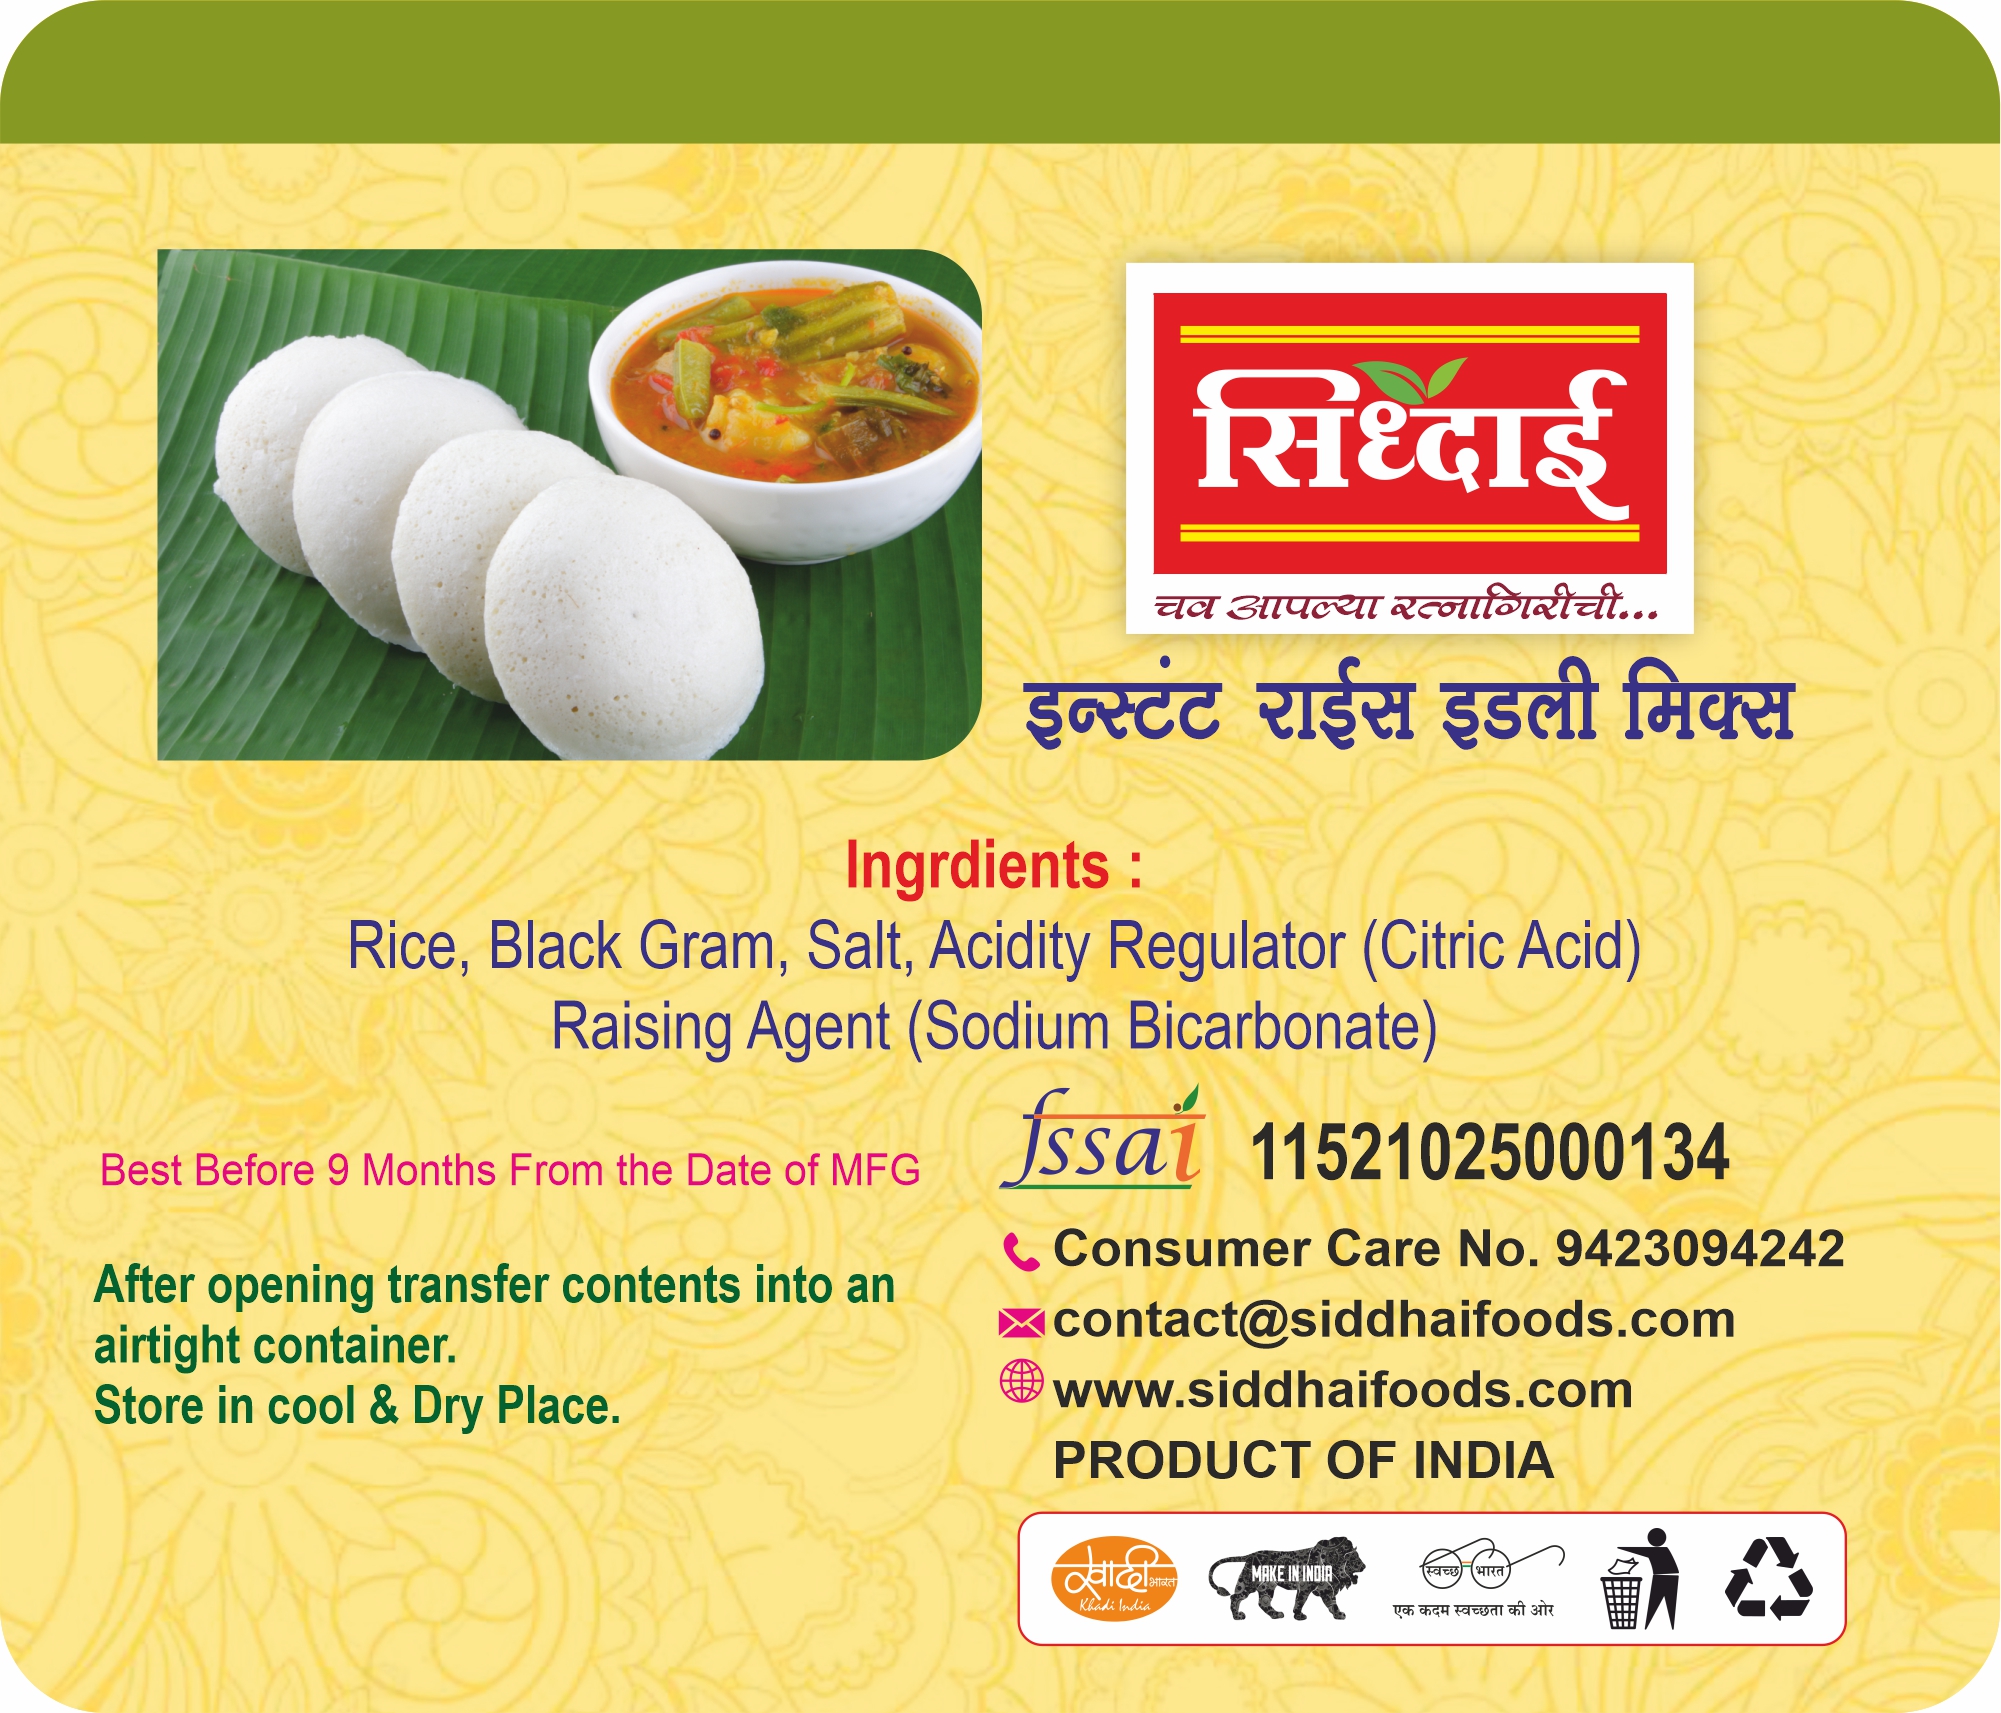 सिध्दाई
चव आपल्या रत्नागिरीची...
इन्स्टंट राईस इडली मिक्स
Ingrdients :
Rice, Black Gram, Salt, Acidity Regulator (Citric Acid)
Raising Agent (Sodium Bicarbonate)
Best Before 9 Months From the Date of MFG
After opening transfer contents into an
airtight container.
Store in cool & Dry Place.
fssai 11521025000134
Consumer Care No. 9423094242
contact@siddhaifoods.com
www.siddhaifoods.com
PRODUCT OF INDIA
खादी भारत
Khadi India
MAKE IN INDIA
स्वच्छ भारत
एक कदम स्वच्छता की ओर